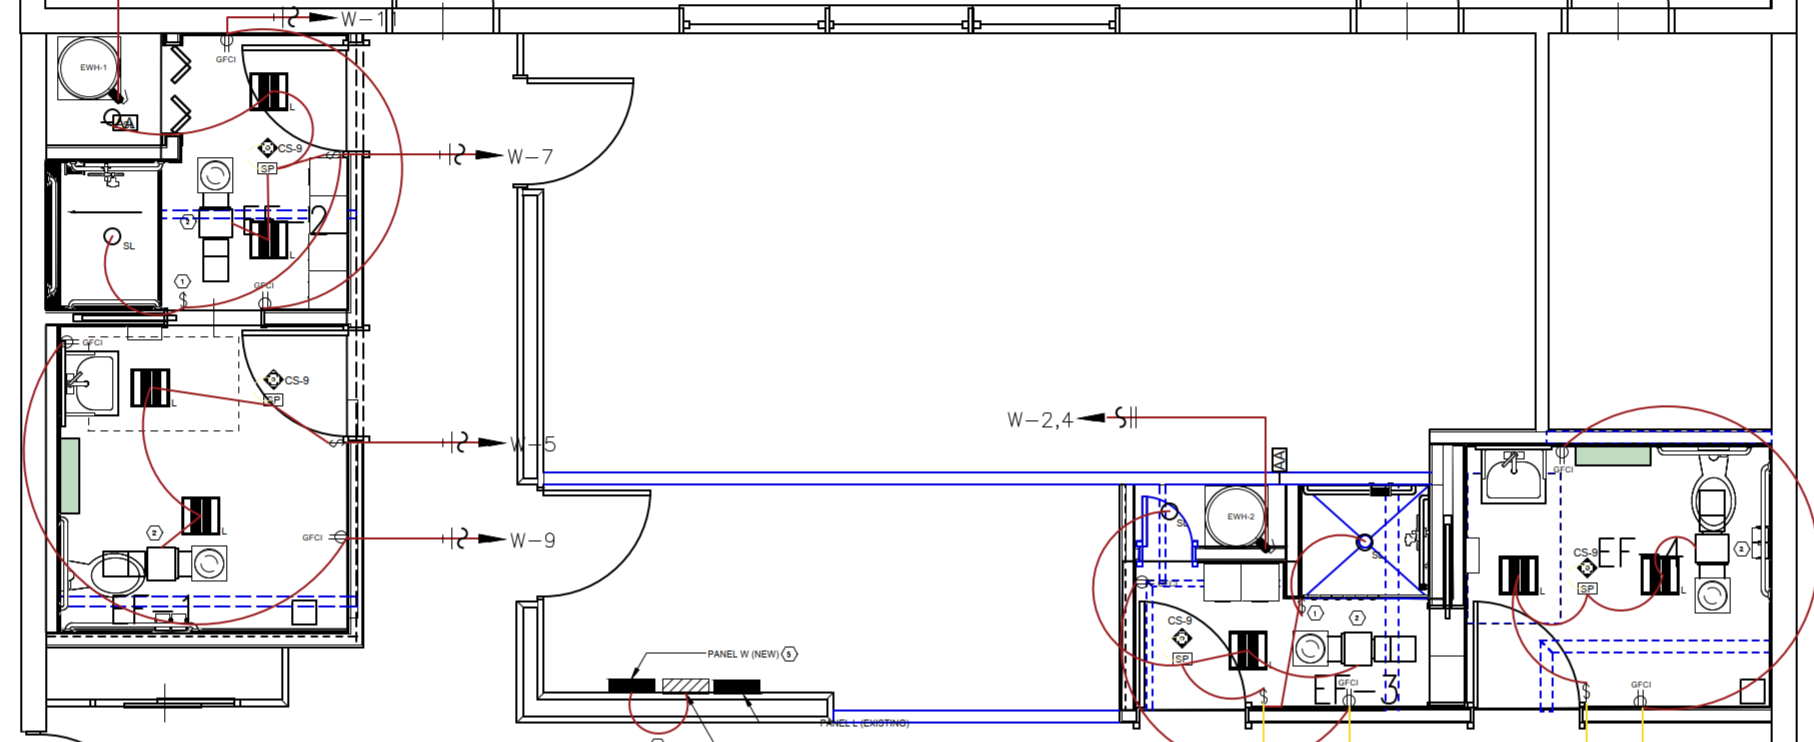 W-1
EWH-1
GFCI
L
AA
CS-9
SP
W-7
2
EF-2
SL
L
1
GFCI
$
GFCI
CS-9
SP
L
W-5
W-2,4
AA
L
GFCI
W-9
2
SL
EWH-2
SL
GFCI
CS-9
EF
4
2
SP
L
L
1
2
CS-9
SP
L
PANEL W (NEW) 5
GFCI
EF-3
GFCI
$
$
PANEL L (EXISTING)